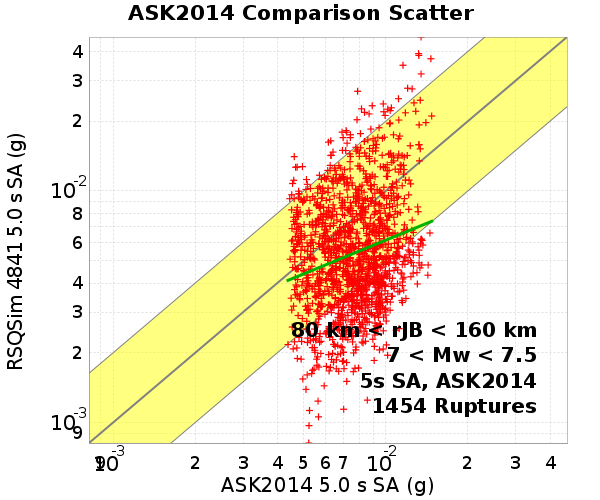 ASK2014 Comparison Scatter
RSQSim 4841 5.0 s SA (g)
4
3
2
10-2
8
6
4
3
2
10-3
9
80 km < rJB < 160 km
7 < Mw < 7.5
5s SA, ASK2014
1454 Ruptures
9 10-3 2 3 4 5 6 7 10-2 2 3 4
ASK2014 5.0 s SA (g)